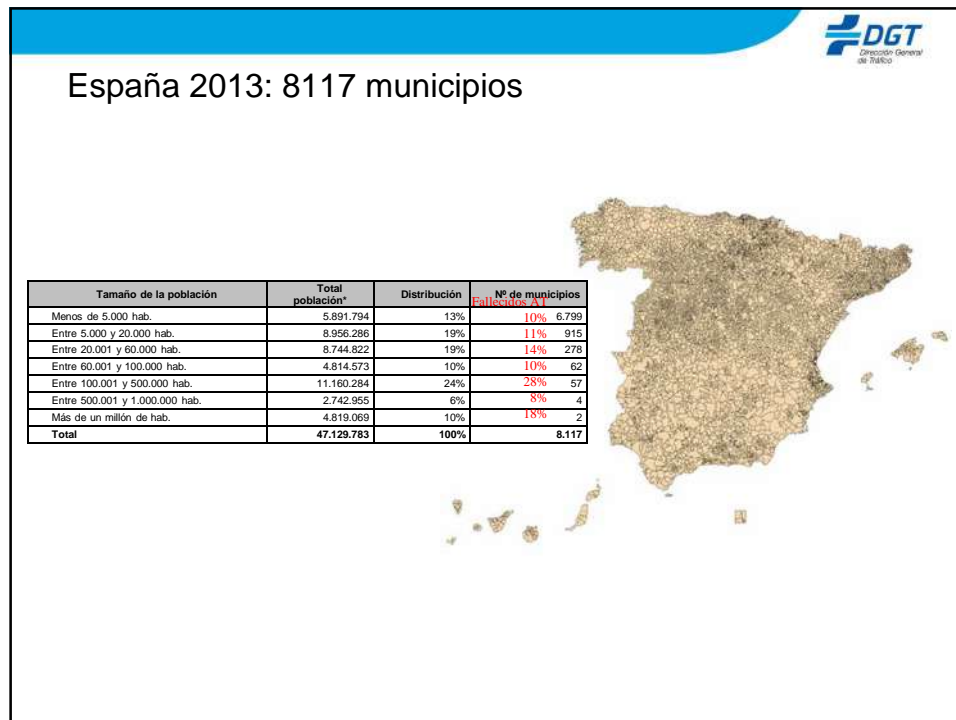 DGT
Dirección General
de Tráfico
España 2013: 8117 municipios
Tamaño de la población Total población* Distribución Nº de municipios
Fallecidos A1
Menos de 5.000 hab. 5.891.794 13% 10% 6.799
Entre 5.000 y 20.000 hab. 8.956.286 19% 11% 915
Entre 20.001 y 60.000 hab. 8.744.822 19% 14% 278
Entre 60.001 y 100.000 hab. 4.814.573 10% 10% 62
Entre 100.001 y 500.000 hab. 11.160.284 24% 28% 57
Entre 500.001 y 1.000.000 hab. 2.742.955 6% 8% 4
Más de un millón de hab. 4.819.069 10% 18% 2
Total 47.129.783 100% 8.117